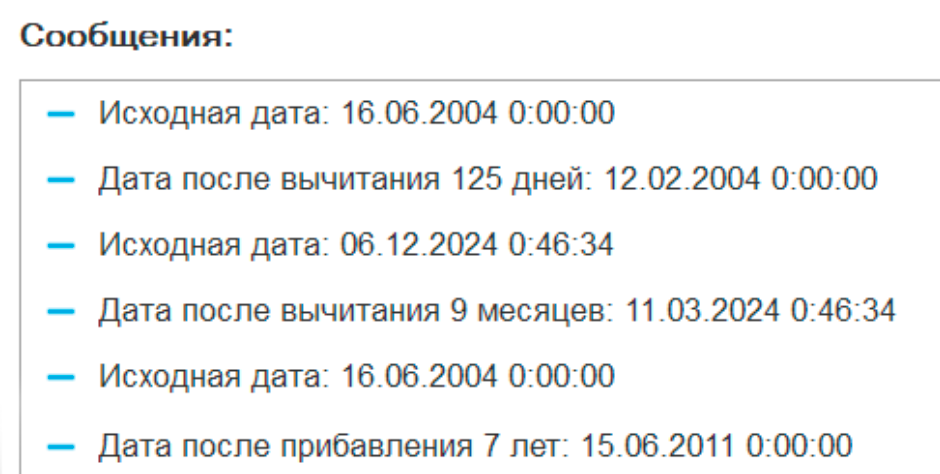 Сообщения:
Исходная дата: 16.06.2004 0:00:00
Дата после вычитания 125 дней: 12.02.2004 0:00:00
Исходная дата: 06.12.2024 0:46:34
Дата после вычитания 9 месяцев: 11.03.2024 0:46:34
Исходная дата: 16.06.2004 0:00:00
Дата после прибавления 7 лет: 15.06.2011 0:00:00